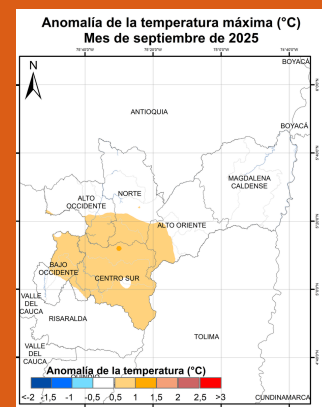 Anomalía de la temperatura máxima (°C)
Mes de septiembre de 2025
N
BOYACÁ
ANTIOQUIA
BOYACÁ
MAGDALENA
CALDENSE
NORTE
ALTO
OCCIDENTE
ALTO ORIENTE
BAJO
OCCIDENTE
CENTRO SUR
VALLE
DEL
CAUCA
RISARALDA
TOLIMA
VALLE
DEL
CAUCA
Anomalía de la temperatura (°C)
QUINDIO
<-2 -1,5 -1 -0,5 0,5 1 1,5 2 2,5 >3
CUNDINAMARCA